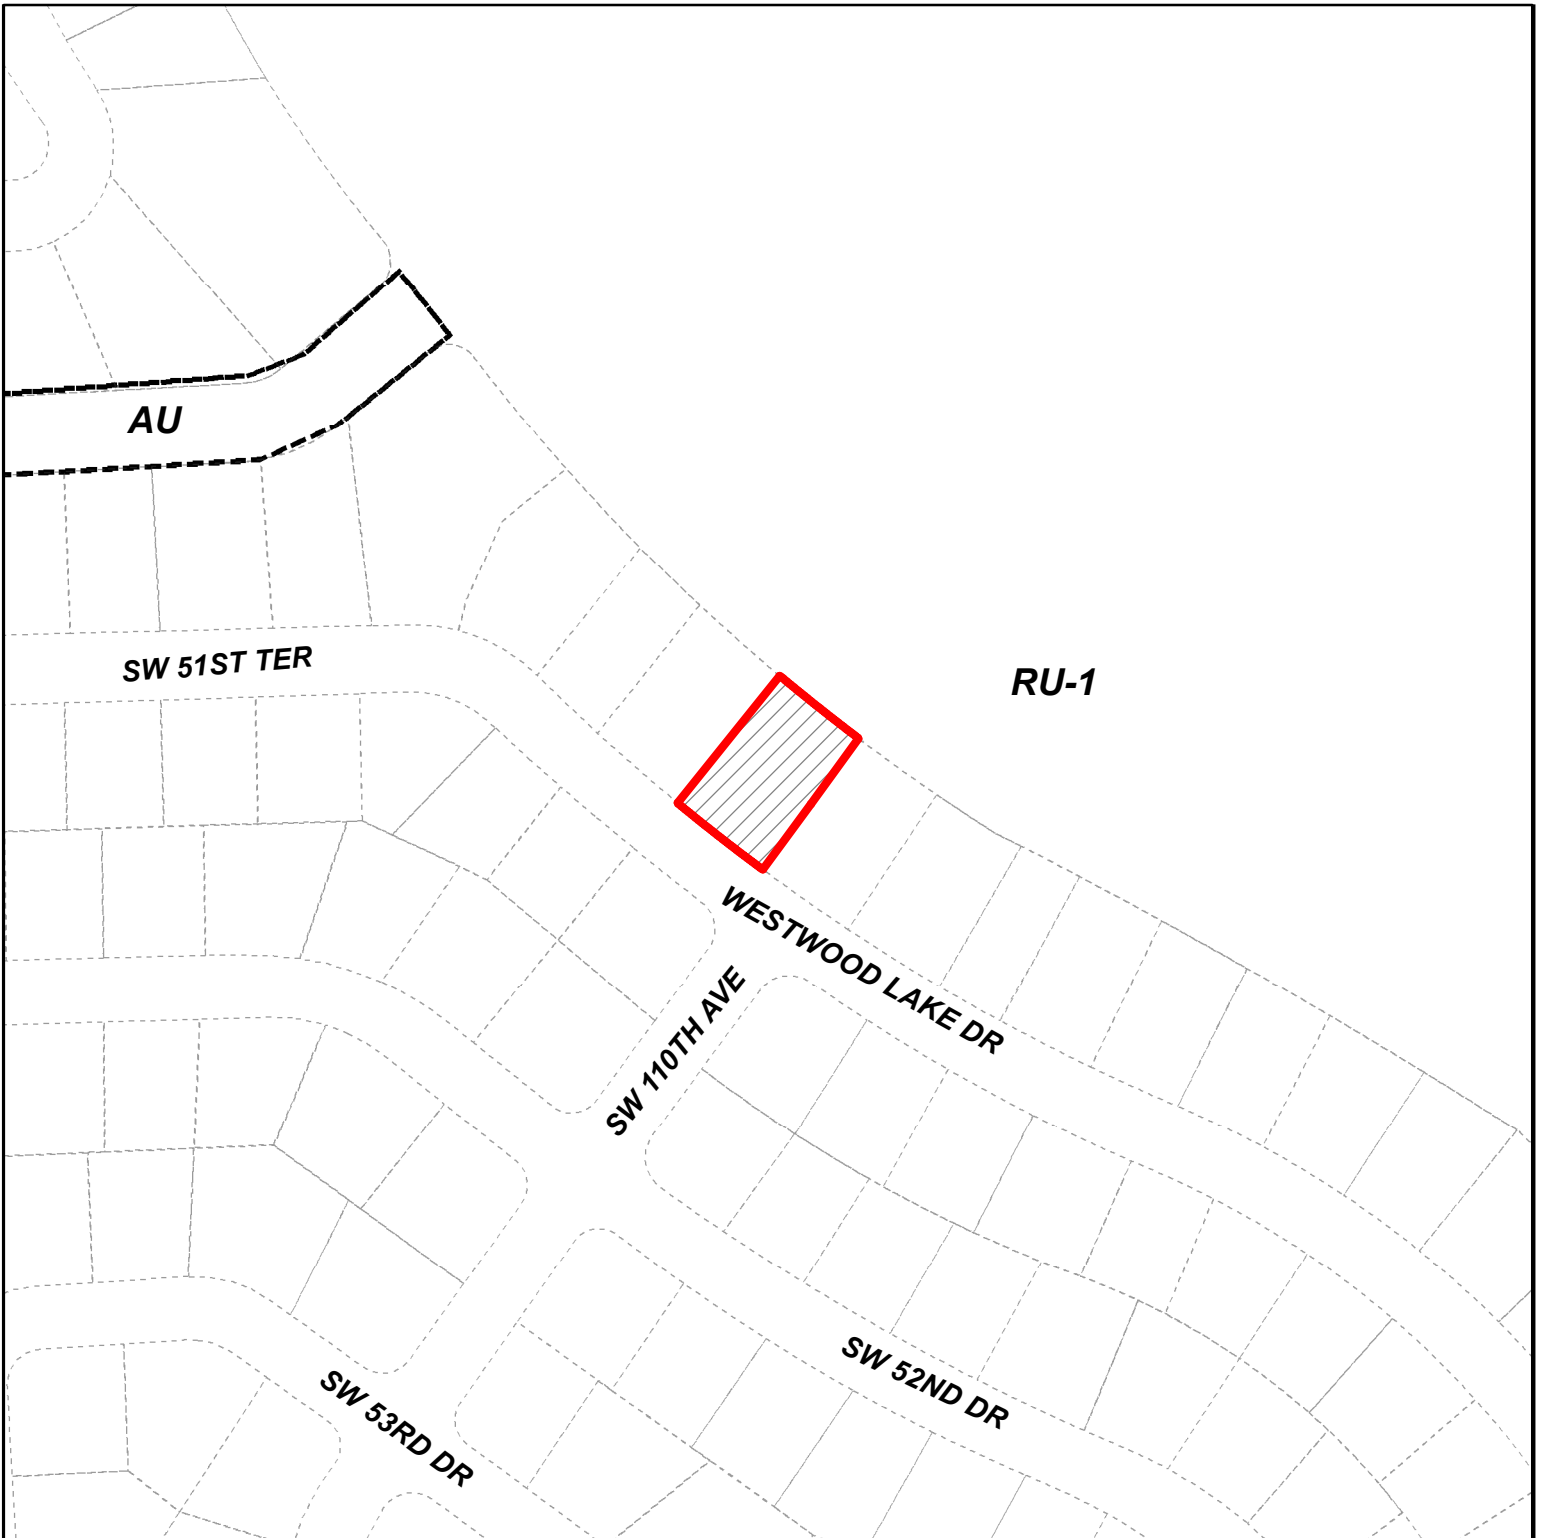 AU
SW 51ST TER
RU-1
WESTWOOD LAKE DR
SW 110TH AVE
SW 52ND DR
SW 53RD DR